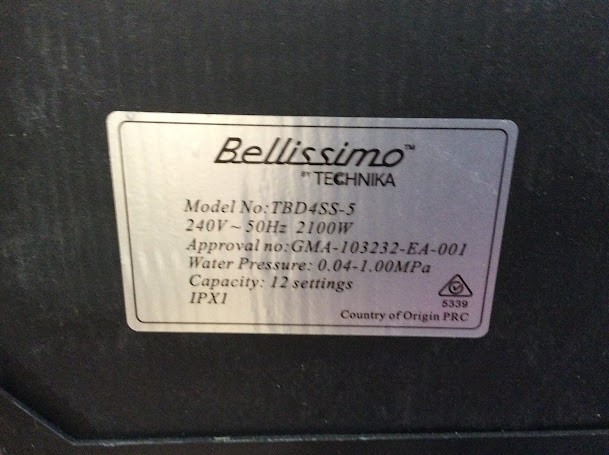 Bellissimo™
BY TECHNIKA
Model No:TBD4SS-5
240V~50Hz 2100W
Approval no:GMA-103232-EA-001
Water Pressure: 0.04-1.00MPa
Capacity: 12 settings
IPX1
5339
Country of Origin PRC